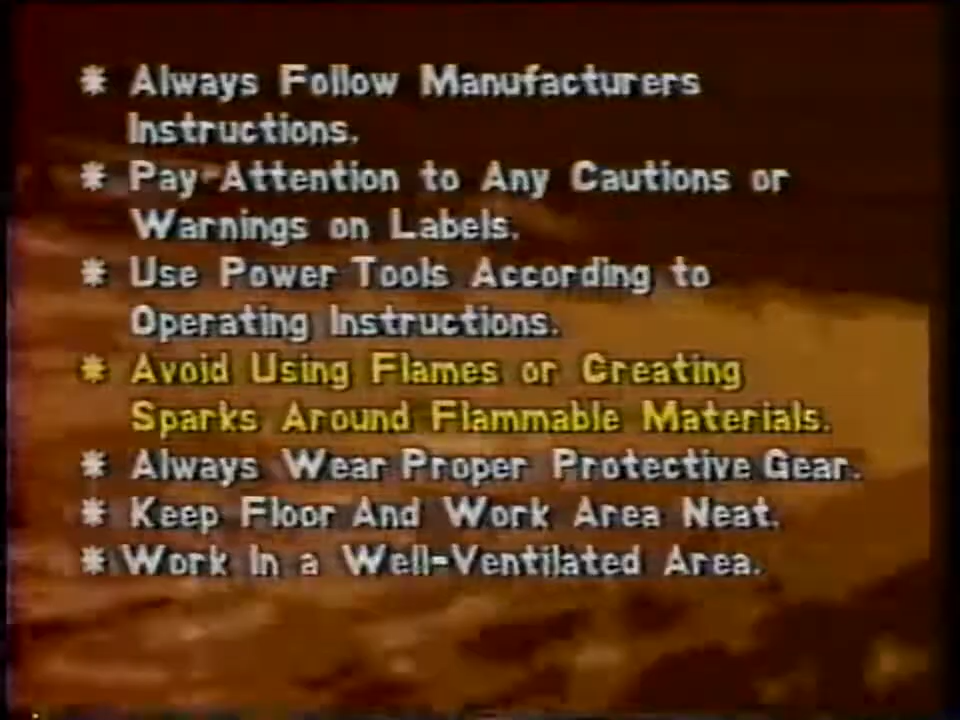 * Always Follow Manufacturers
Instructions.
* Pay Attention to Any Cautions or
Warnings on Labels.
* Use Power Tools According to
Operating Instructions.
* Avoid Using Flames or Creating
Sparks Around Flammable Materials.
* Always Wear Proper Protective Gear.
* Keep Floor And Work Area Neat.
* Work In a Well-Ventilated Area.